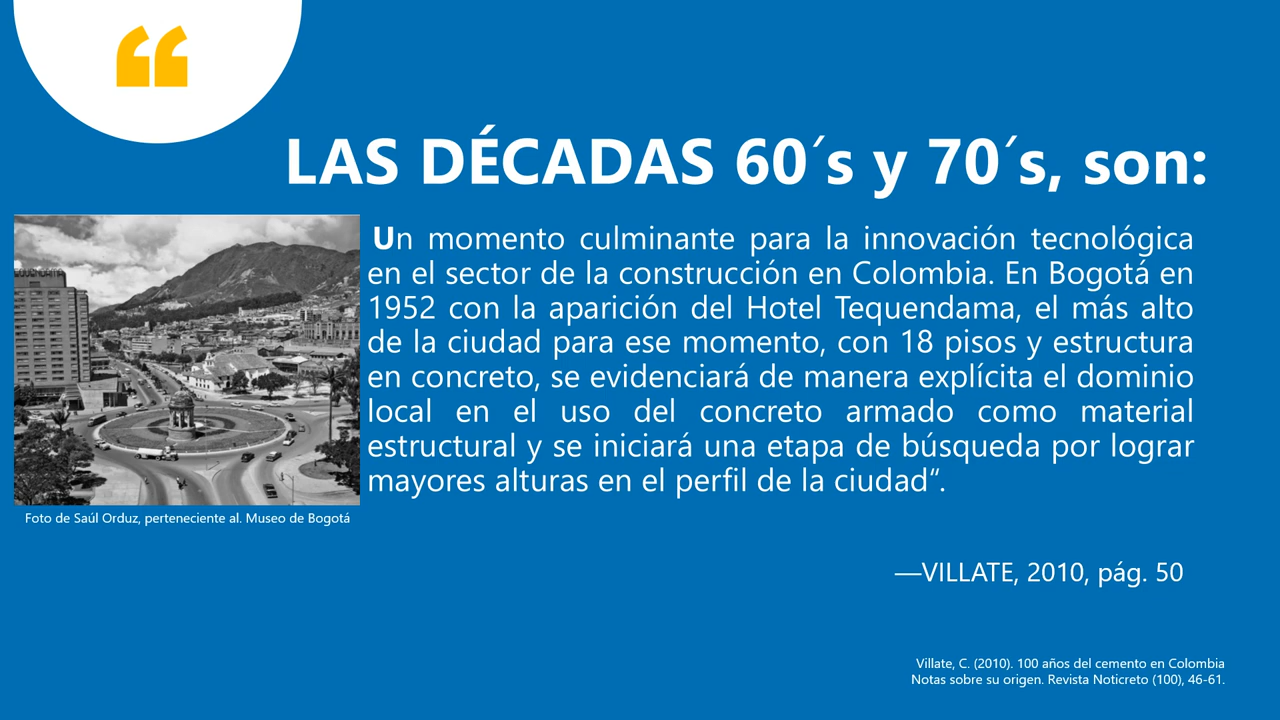 “
LAS DÉCADAS 60´s y 70´s, son:
Un momento culminante para la innovación tecnológica
en el sector de la construcción en Colombia. En Bogotá en
1952 con la aparición del Hotel Tequendama, el más alto
de la ciudad para ese momento, con 18 pisos y estructura
en concreto, se evidenciará de manera explícita el dominio
local en el uso del concreto armado como material
estructural y se iniciará una etapa de búsqueda por lograr
mayores alturas en el perfil de la ciudad“.
Foto de Saúl Orduz, perteneciente al. Museo de Bogotá
—VILLATE, 2010, pág. 50
Villate, C. (2010). 100 años del cemento en Colombia
Notas sobre su origen. Revista Noticreto (100), 46-61.